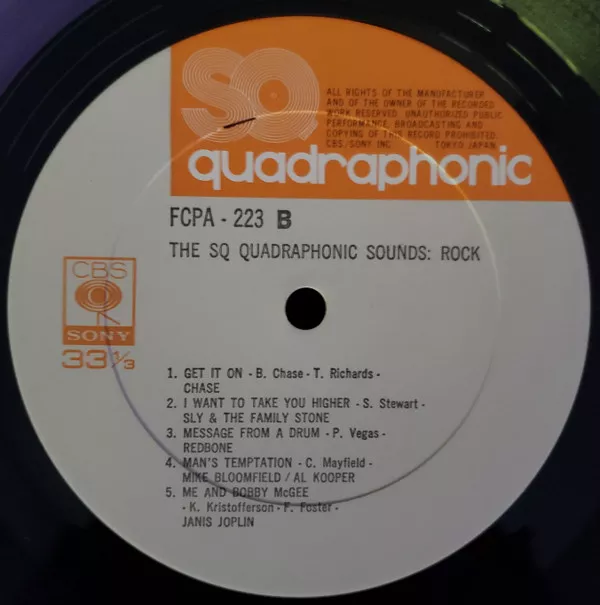 SQ
quadraphonic
ALL RIGHTS OF THE MANUFACTURER
AND OF THE OWNER OF THE RECORDED
WORK RESERVED. UNAUTHORIZED PUBLIC
PERFORMANCE, BROADCASTING AND
COPYING OF THIS RECORD PROHIBITED.
CBS/SONY INC TOKYO JAPAN
FCPA - 223 B
THE SQ QUADRAPHONIC SOUNDS: ROCK
CBS
SONY
33 1/3
1. GET IT ON - B. Chase - T. Richards -
CHASE
2. I WANT TO TAKE YOU HIGHER - S. Stewart -
SLY & THE FAMILY STONE
3. MESSAGE FROM A DRUM - P. Vegas -
REDBONE
4. MAN'S TEMPTATION - C. Mayfield -
MIKE BLOOMFIELD / AL KOOPER
5. ME AND BOBBY McGEE
- K. Kristofferson - F. Foster -
JANIS JOPLIN